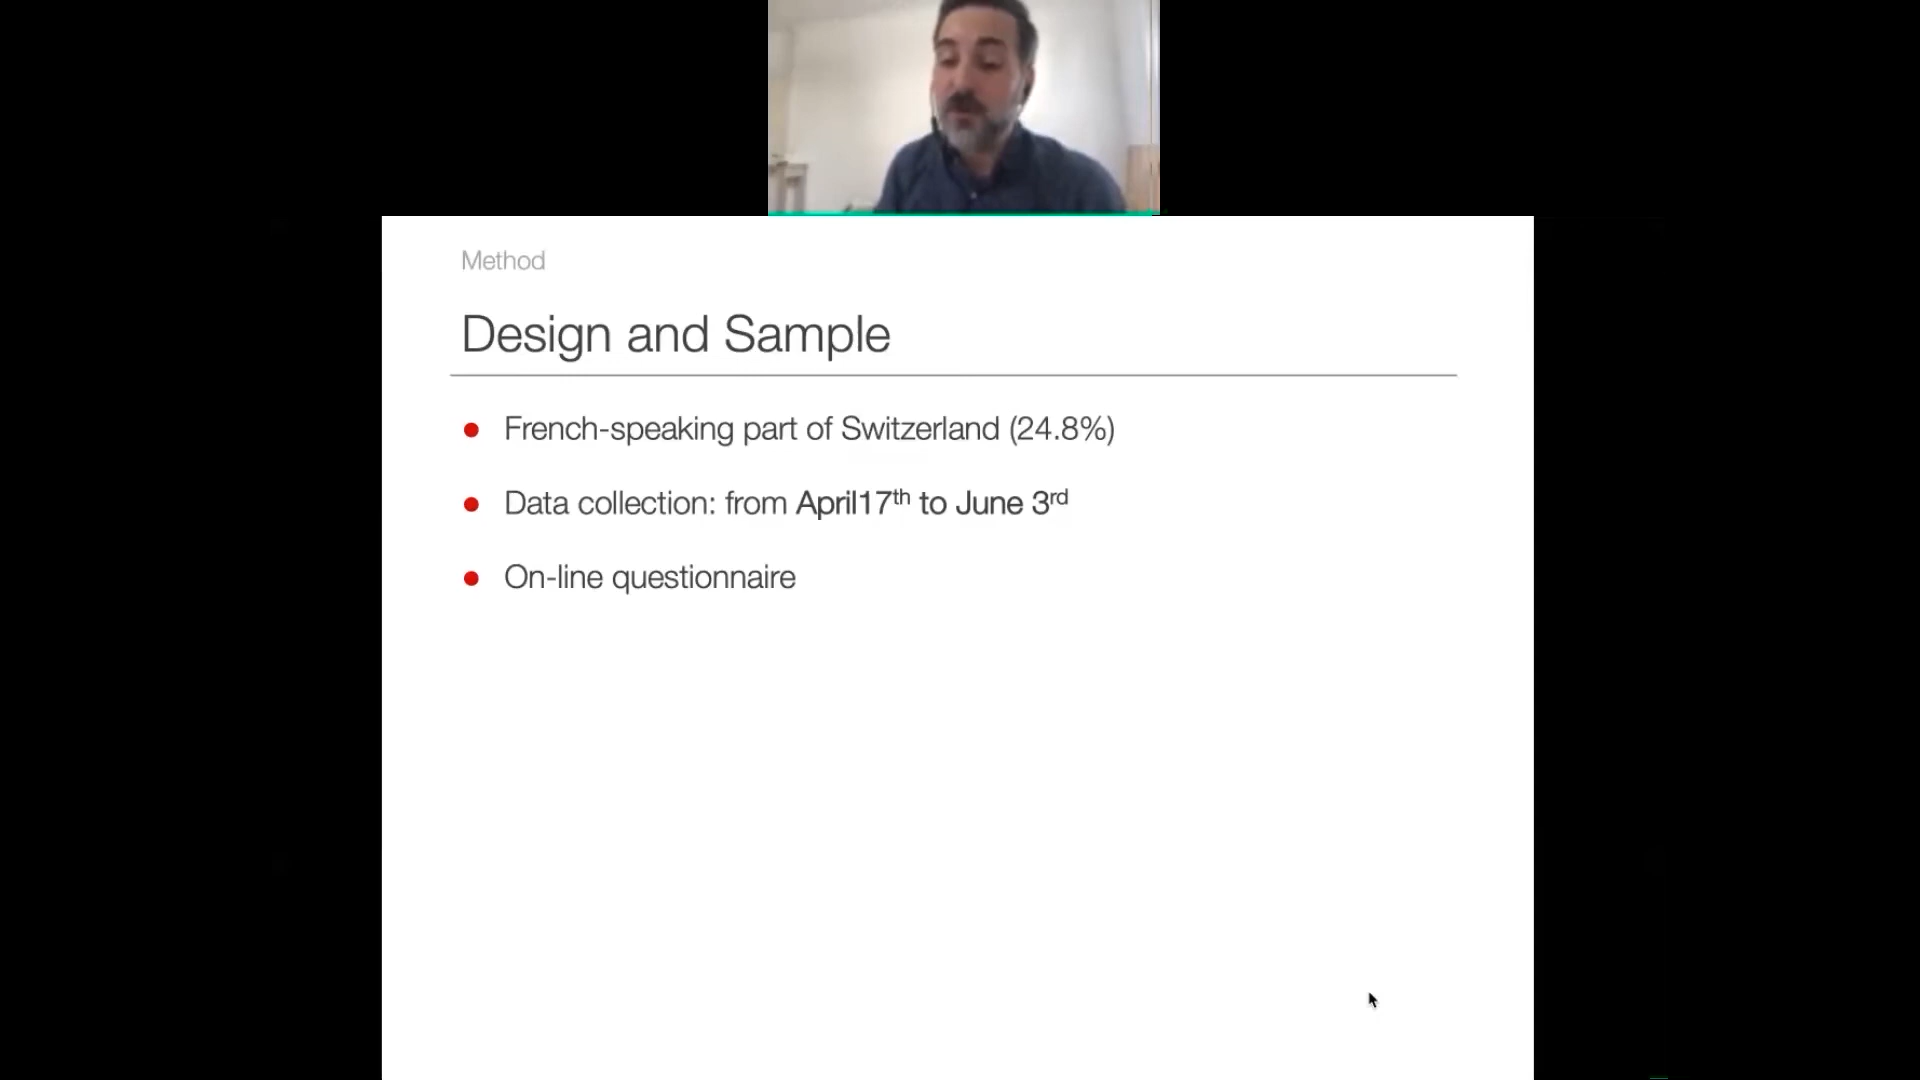 Method
Design and Sample
French-speaking part of Switzerland (24.8%)
Data collection: from April17th to June 3rd
On-line questionnaire